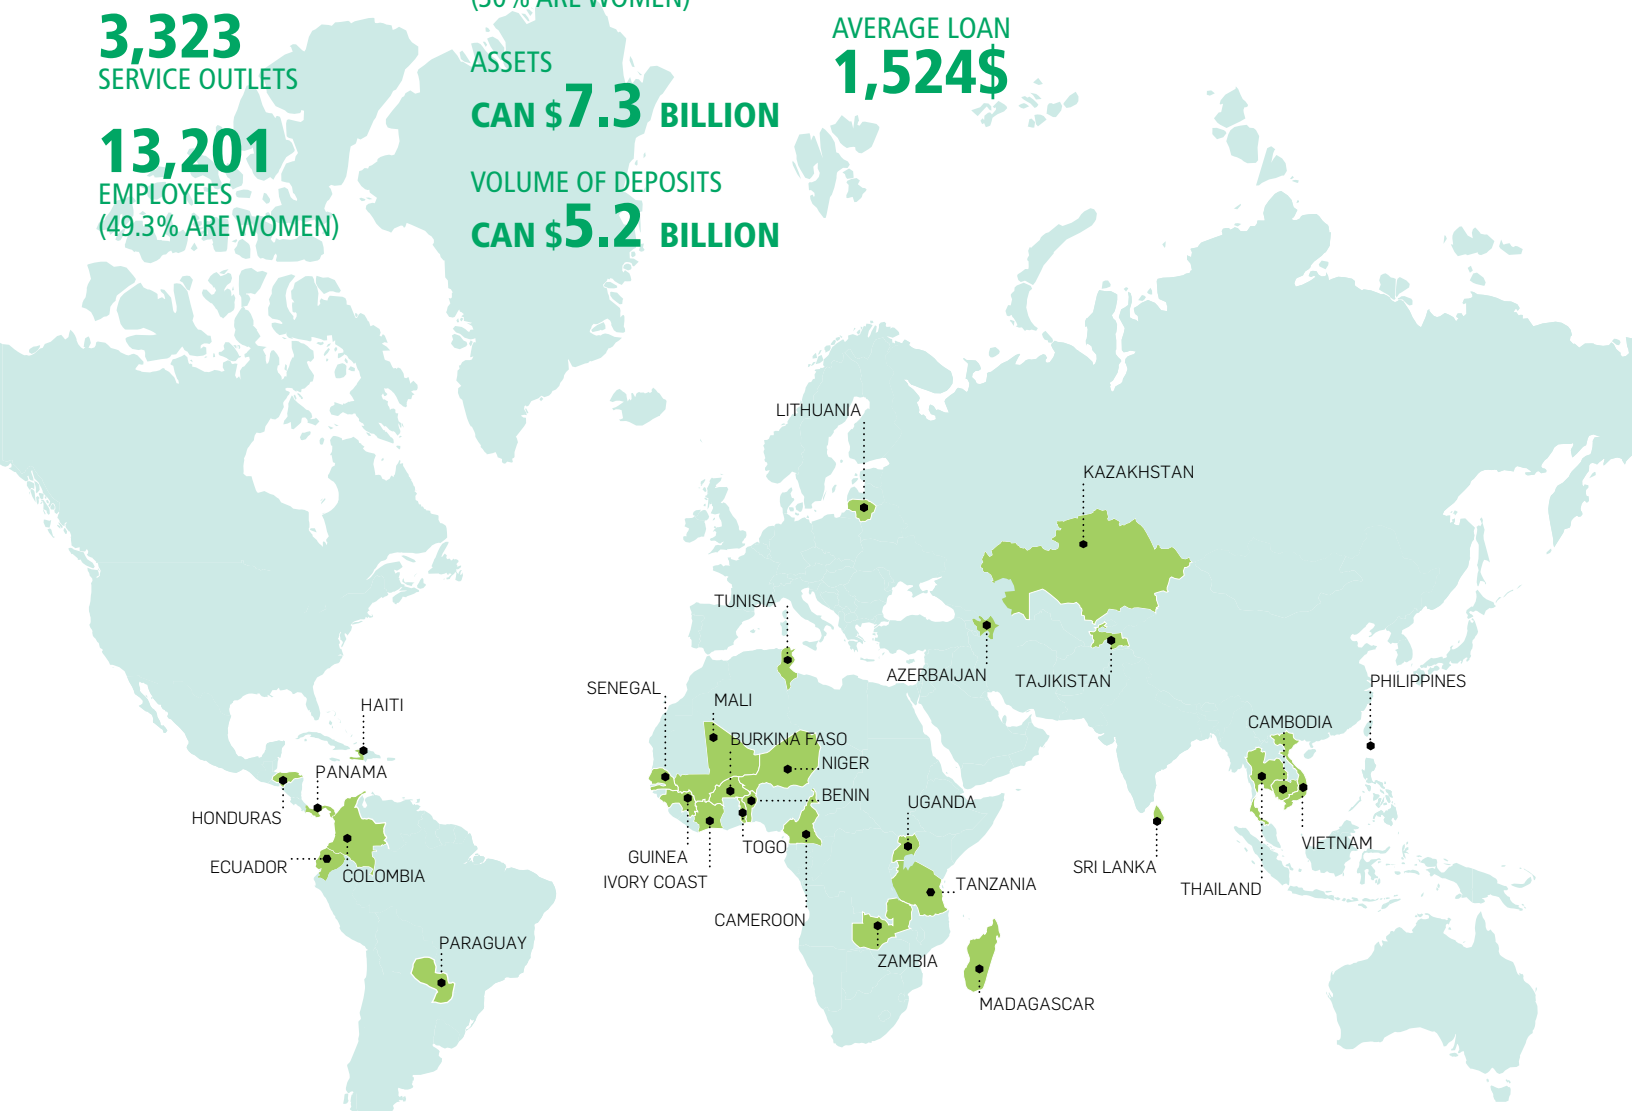 3,323
SERVICE OUTLETS
13,201
EMPLOYEES
(49.3% ARE WOMEN)
(50% ARE WOMEN)
ASSETS
CAN $7.3 BILLION
VOLUME OF DEPOSITS
CAN $5.2 BILLION
AVERAGE LOAN
1,524$
LITHUANIA
KAZAKHSTAN
TUNISIA
AZERBAIJAN
TAJIKISTAN
PHILIPPINES
SENEGAL
MALI
HAITI
CAMBODIA
BURKINA FASO
NIGER
PANAMA
BENIN
UGANDA
HONDURAS
VIETNAM
TOGO
GUINEA
ECUADOR
COLOMBIA
IVORY COAST
SRI LANKA
THAILAND
TANZANIA
CAMEROON
PARAGUAY
ZAMBIA
MADAGASCAR